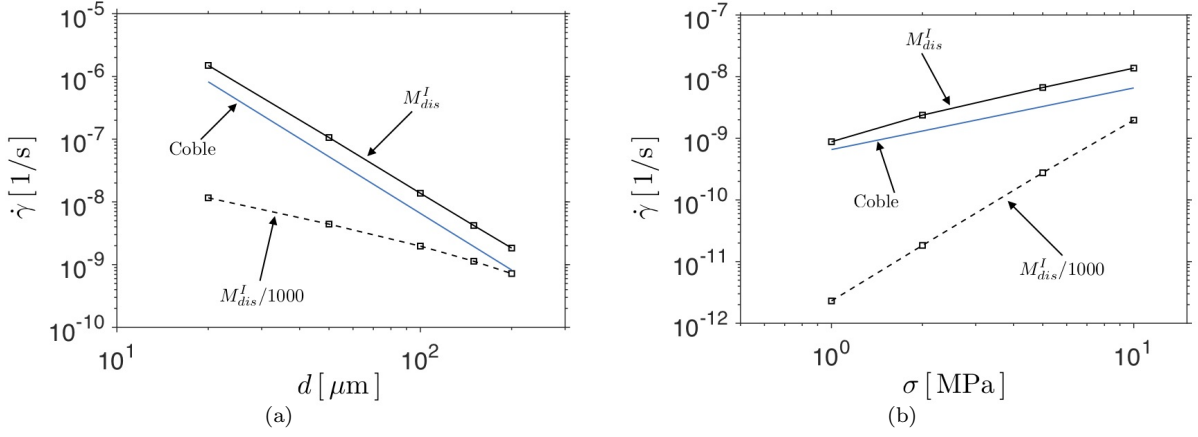 10^-5
10^-6
10^-7
10^-8
10^-9
10^-10
γ̇ [ 1/s ]
M^I_dis
Coble
M^I_dis/1000
10^1
10^2
d [ μm ]
(a)
10^-7
10^-8
10^-9
10^-10
10^-11
10^-12
γ̇ [ 1/s ]
M^I_dis
Coble
M^I_dis/1000
10^0
10^1
σ [ MPa ]
(b)